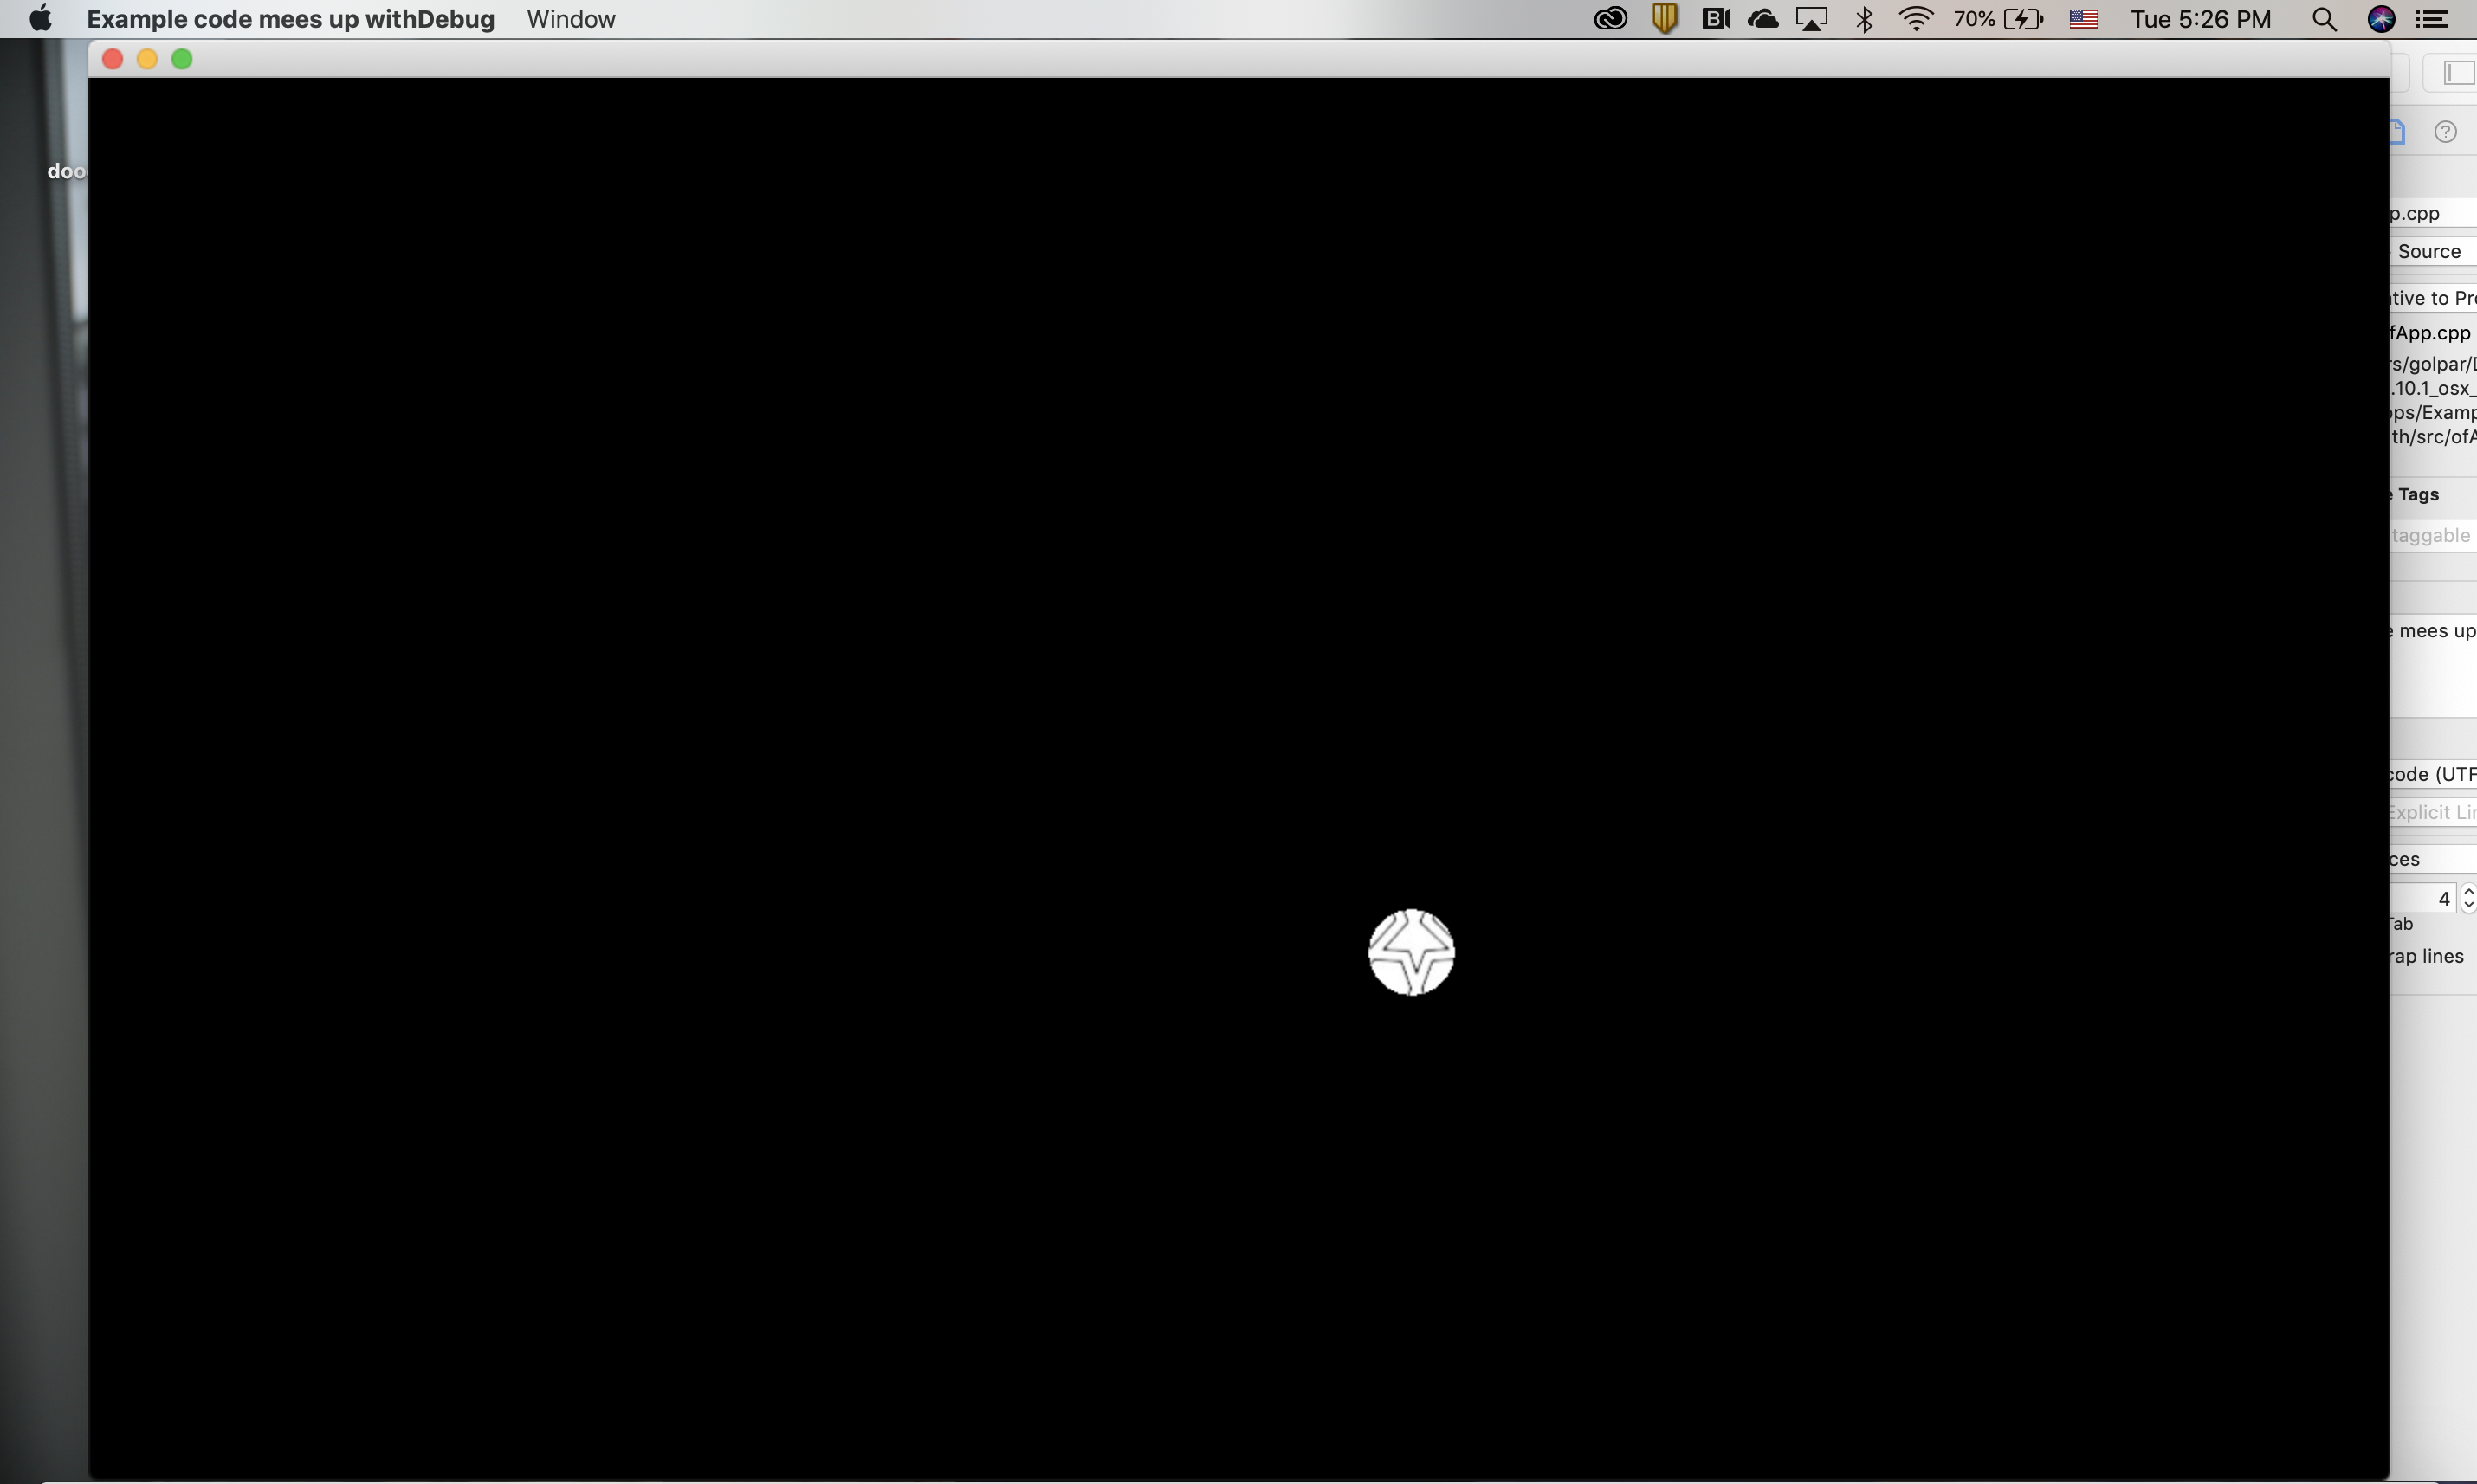 Example code mees up withDebug Window 70% Tue 5:26 PM
doo
p.cpp
Source
tive to Pr
fApp.cpp
rs/golpar/
.10.1_osx_
ps/Examp
th/src/of
e Tags
taggable
e mees up
code (UTF
Explicit Li
ces
4
Tab
rap lines